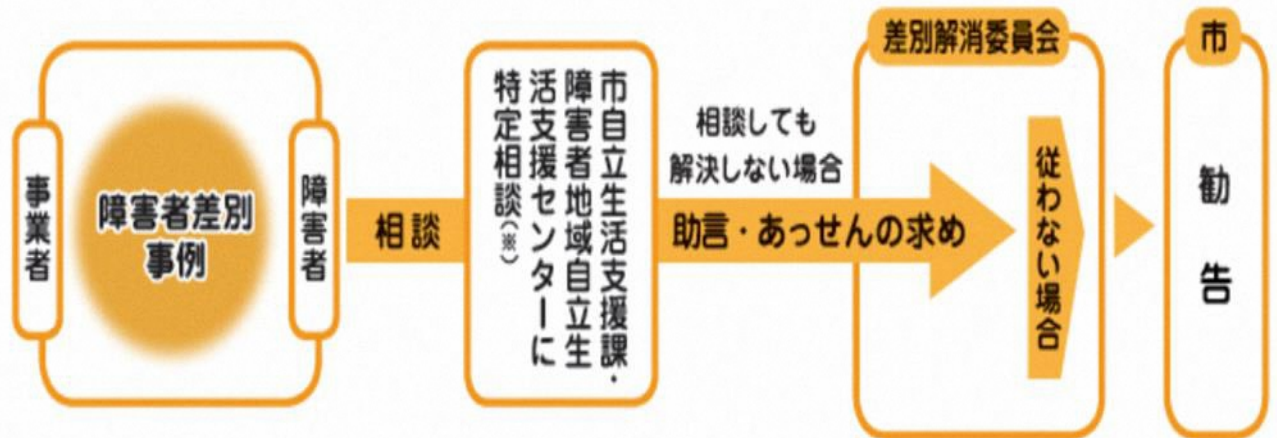 事業者
障害者差別
事例
障害者
相談
市自立生活支援課・
障害者地域自立生
活支援センターに
特定相談(※)
相談しても
解決しない場合
助言・あっせんの求め
差別解消委員会
従わない場合
市
勧告